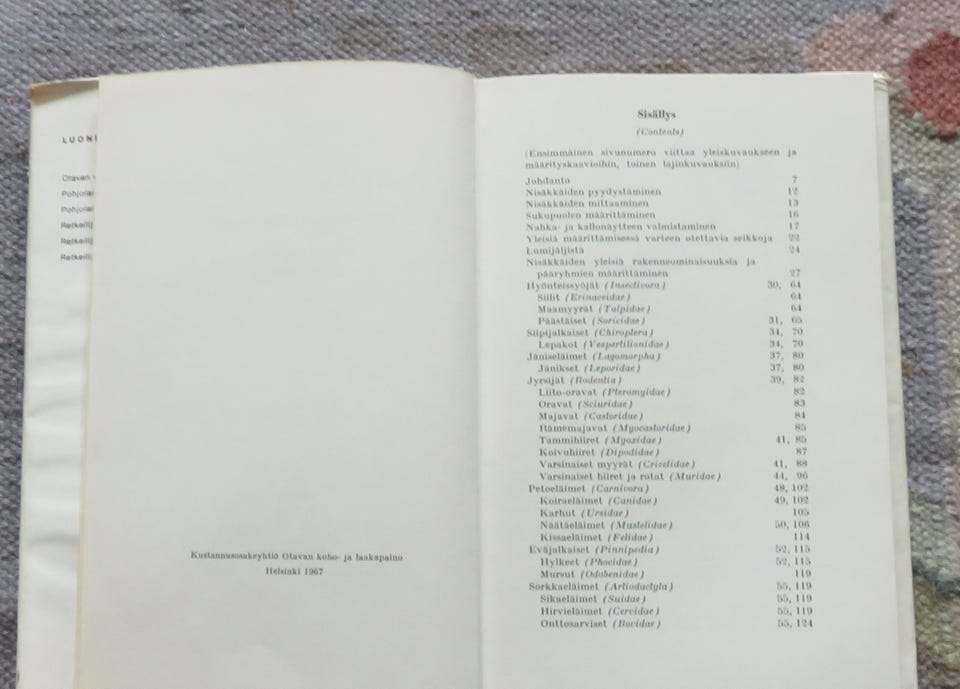 LUON
Otavan
Pohjolan
Pohjolan
Retkeilij
Retkeilij
Retkeilij
Kustannusosakeyhtiö Otavan koho- ja laakapaino
Helsinki 1967
Sisällys
(Contents)
(Ensimmäinen sivunumero viittaa yleiskuvaukseen ja
määrityskaavioihin, toinen lajinkuvauksiin)
Johdanto 7
Nisäkkäiden pyydystäminen 12
Nisäkkäiden mittaaminen 13
Sukupuolen määrittäminen 16
Nahka- ja kallonäytteen valmistaminen 17
Yleisiä määrittämisessä varteen otettavia seikkoja 22
Lumijäljistä 24
Nisäkkäiden yleisiä rakenneominaisuuksia ja
pääryhmien määrittäminen 27
Hyönteissyöjät (Insectivora) 30, 64
Siilit (Erinaceidae) 64
Maamyyrät (Talpidae) 64
Päästäiset (Soricidae) 31, 65
Siipijalkaiset (Chiroptera) 34, 70
Lepakot (Vespertilionidae) 34, 70
Jäniseläimet (Lagomorpha) 37, 80
Jänikset (Leporidae) 37, 80
Jyrsijät (Rodentia) 39, 82
Liito-oravat (Pteromyidae) 82
Oravat (Sciuridae) 83
Majavat (Castoridae) 84
Rämemajavat (Myocastoridae) 85
Tammihiiret (Myoxidae) 41, 85
Koivuhiiret (Dipodidae) 87
Varsinaiset myyrät (Cricetidae) 41, 88
Varsinaiset hiiret ja rotat (Muridae) 44, 96
Petoeläimet (Carnivora) 48, 102
Koiraeläimet (Canidae) 49, 102
Karhut (Ursidae) 105
Näätäeläimet (Mustelidae) 50, 106
Kissaeläimet (Felidae) 114
Eväjalkaiset (Pinnipedia) 52, 115
Hylkeet (Phocidae) 52, 115
Mursut (Odobenidae) 119
Sorkkaeläimet (Artiodactyla) 55, 119
Sikaeläimet (Suidae) 55, 119
Hirvieläimet (Cervidae) 55, 119
Onttosarviset (Bovidae) 55, 124